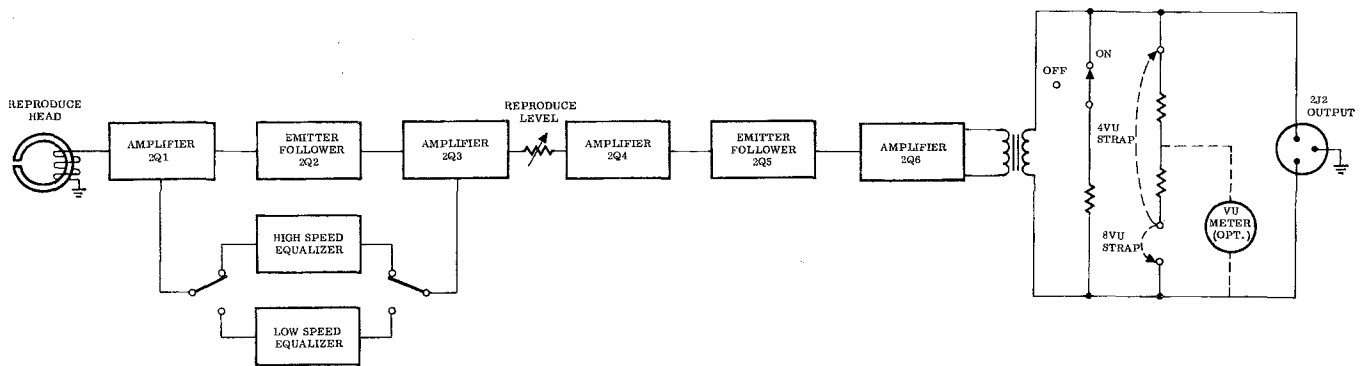 REPRODUCE
HEAD
AMPLIFIER
2Q1
EMITTER
FOLLOWER
2Q2
AMPLIFIER
2Q3
REPRODUCE
LEVEL
AMPLIFIER
2Q4
EMITTER
FOLLOWER
2Q5
AMPLIFIER
2Q6
OFF
ON
4VU
STRAP
8VU
STRAP
VU
METER
(OPT.)
2J2
OUTPUT
HIGH SPEED
EQUALIZER
LOW SPEED
EQUALIZER